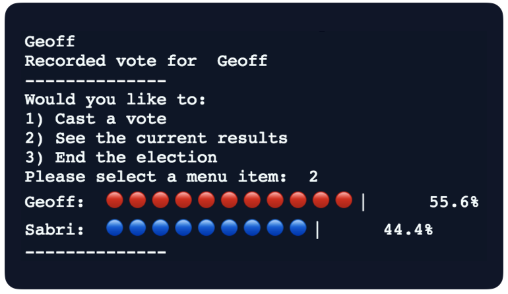 Geoff
Recorded vote for  Geoff
--------------
Would you like to:
1) Cast a vote
2) See the current results
3) End the election
Please select a menu item:  2
Geoff:  🔴🔴🔴🔴🔴🔴🔴🔴🔴🔴🔴|      55.6%
Sabri:  🔵🔵🔵🔵🔵🔵🔵🔵🔵|      44.4%
--------------